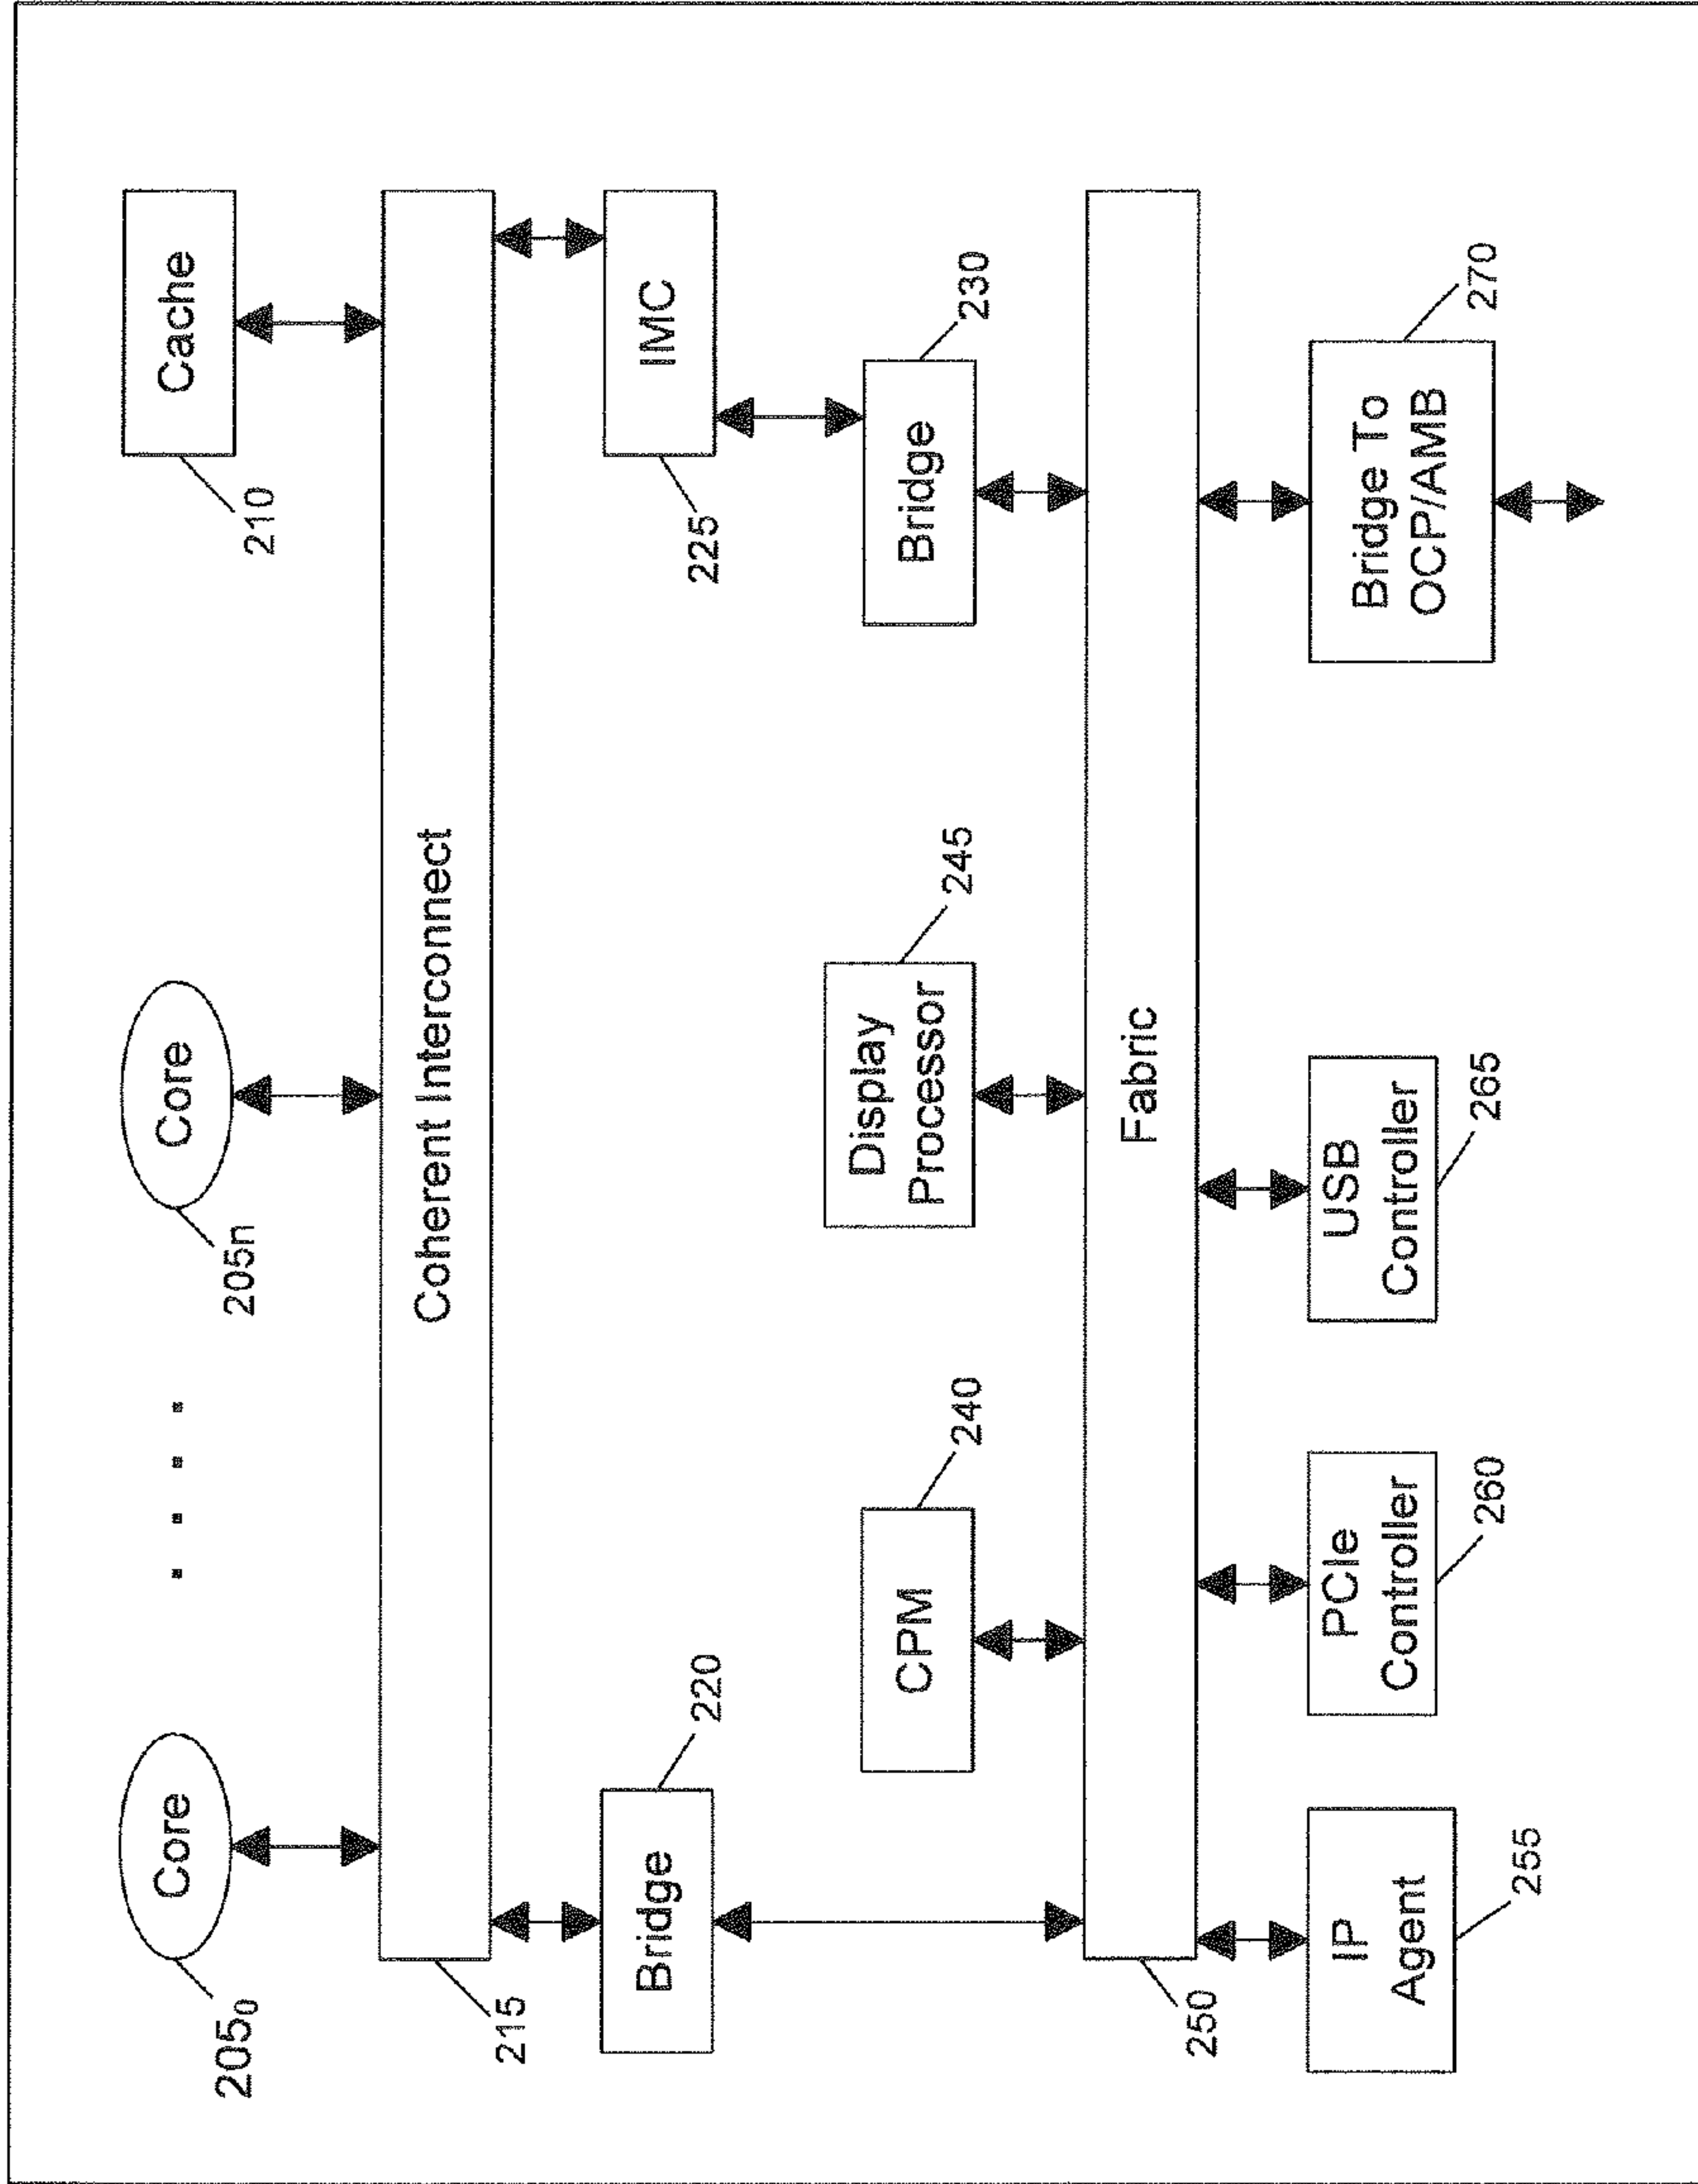 Core
Core
Cache
205₀
205n
210
Coherent Interconnect
215
Bridge
220
IMC
225
Bridge
230
CPM
240
Display
Processor
245
Fabric
250
IP
Agent
255
PCIe
Controller
260
USB
Controller
265
Bridge To
OCP/AMB
270